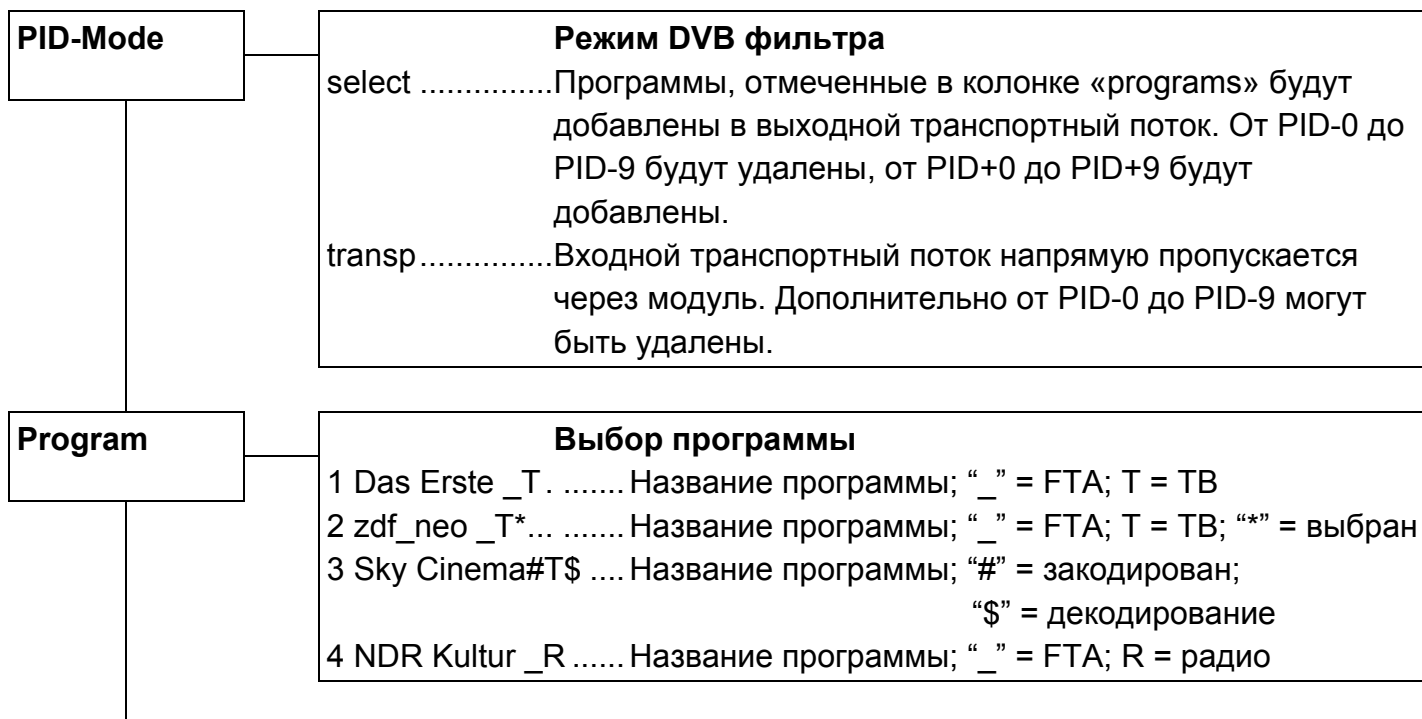 PID-Mode
Режим DVB фильтра
select ...............Программы, отмеченные в колонке «programs» будут
добавлены в выходной транспортный поток. От PID-0 до
PID-9 будут удалены, от PID+0 до PID+9 будут
добавлены.
transp...............Входной транспортный поток напрямую пропускается
через модуль. Дополнительно от PID-0 до PID-9 могут
быть удалены.
Program
Выбор программы
1 Das Erste _T. .......Название программы; “_” = FTA; T = ТВ
2 zdf_neo _T*... .......Название программы; “_” = FTA; T = ТВ; “*” = выбран
3 Sky Cinema#T$ ....Название программы; “#” = закодирован;
“$” = декодирование
4 NDR Kultur _R ......Название программы; “_” = FTA; R = радио